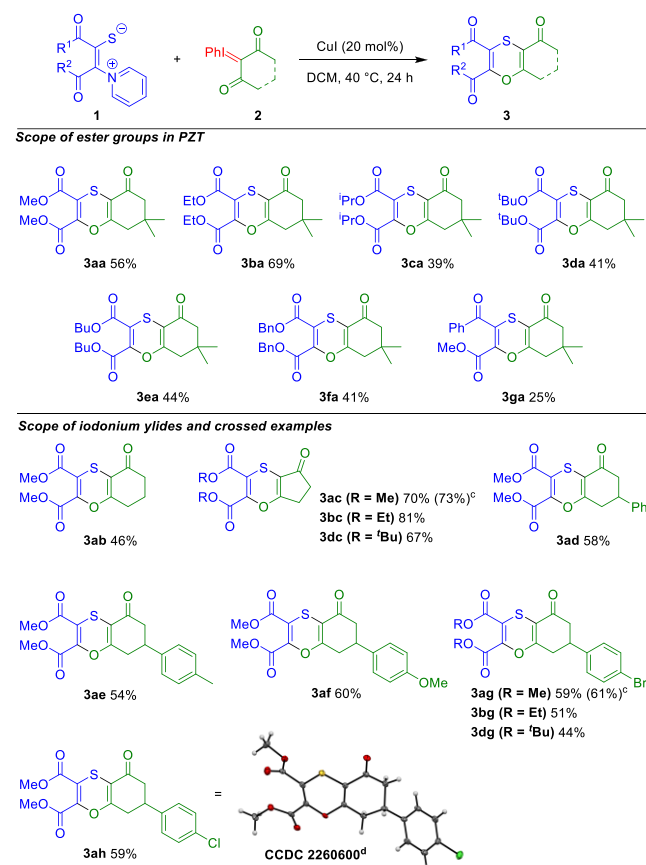 O
R¹ S ⊖
R² N +
O
1
+
PhI O
O
2
CuI (20 mol%)
DCM, 40 °C, 24 h
O O
R¹ S
R² O
O
3
Scope of ester groups in PZT
O O
MeO S
MeO O
O
3aa 56%
O O
EtO S
EtO O
O
3ba 69%
O O
ⁱPrO S
ⁱPrO O
O
3ca 39%
O O
ᵗBuO S
ᵗBuO O
O
3da 41%
O O
BuO S
BuO O
O
3ea 44%
O O
BnO S
BnO O
O
3fa 41%
O O
Ph S
MeO O
O
3ga 25%
Scope of iodonium ylides and crossed examples
O O
MeO S
MeO O
O
3ab 46%
O O
RO S
RO O
O
3ac (R = Me) 70% (73%)ᶜ
3bc (R = Et) 81%
3dc (R = ᵗBu) 67%
O O
MeO S
MeO O Ph
O
3ad 58%
O O
MeO S
MeO O
O
3ae 54%
O O
MeO S
MeO O
O OMe
3af 60%
O O
RO S
RO O
O Br
3ag (R = Me) 59% (61%)ᶜ
3bg (R = Et) 51%
3dg (R = ᵗBu) 44%
O O
MeO S
MeO O
O Cl
3ah 59%
=
CCDC 2260600ᵈ